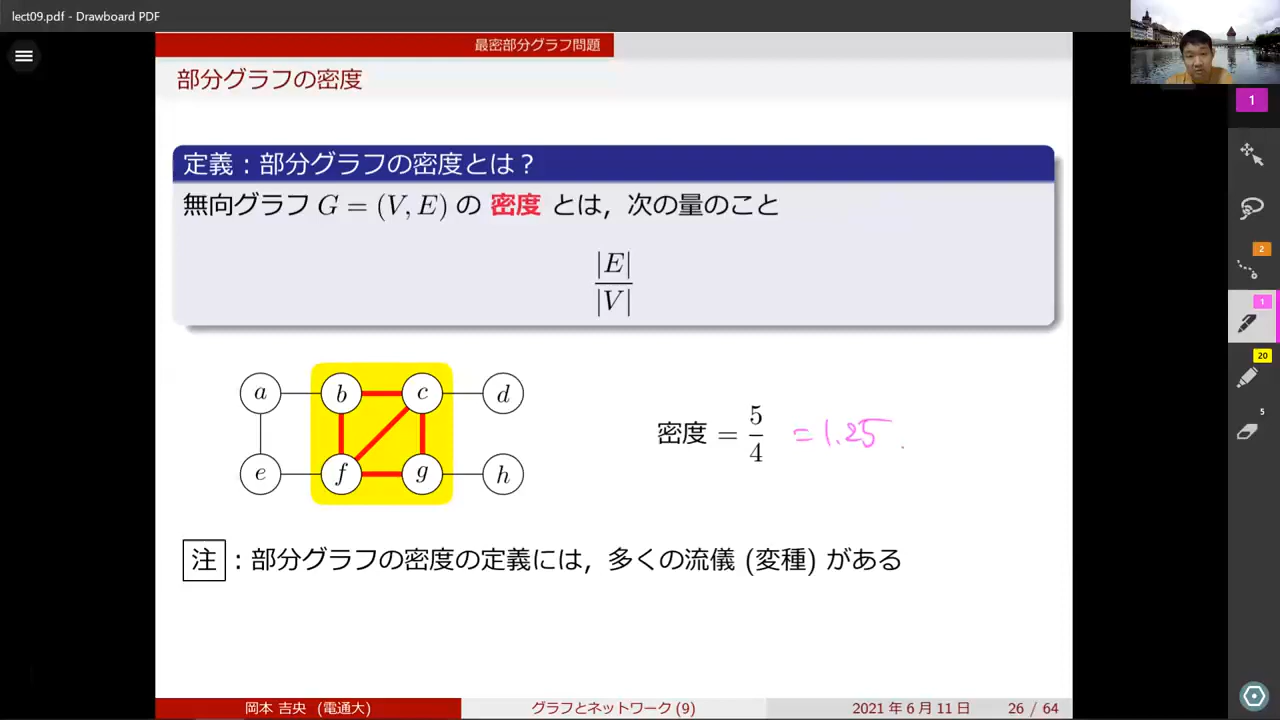 lect09.pdf - Drawboard PDF
最密部分グラフ問題
部分グラフの密度
定義：部分グラフの密度とは？
無向グラフ G = (V, E) の 密度 とは，次の量のこと
|E|
|V|
a b c d
e f g h
密度 = 5/4 = 1.25
注：部分グラフの密度の定義には，多くの流儀 (変種) がある
岡本 吉央 (電通大) グラフとネットワーク (9) 2021 年 6 月 11 日 26 / 64
1
2
1
20
5